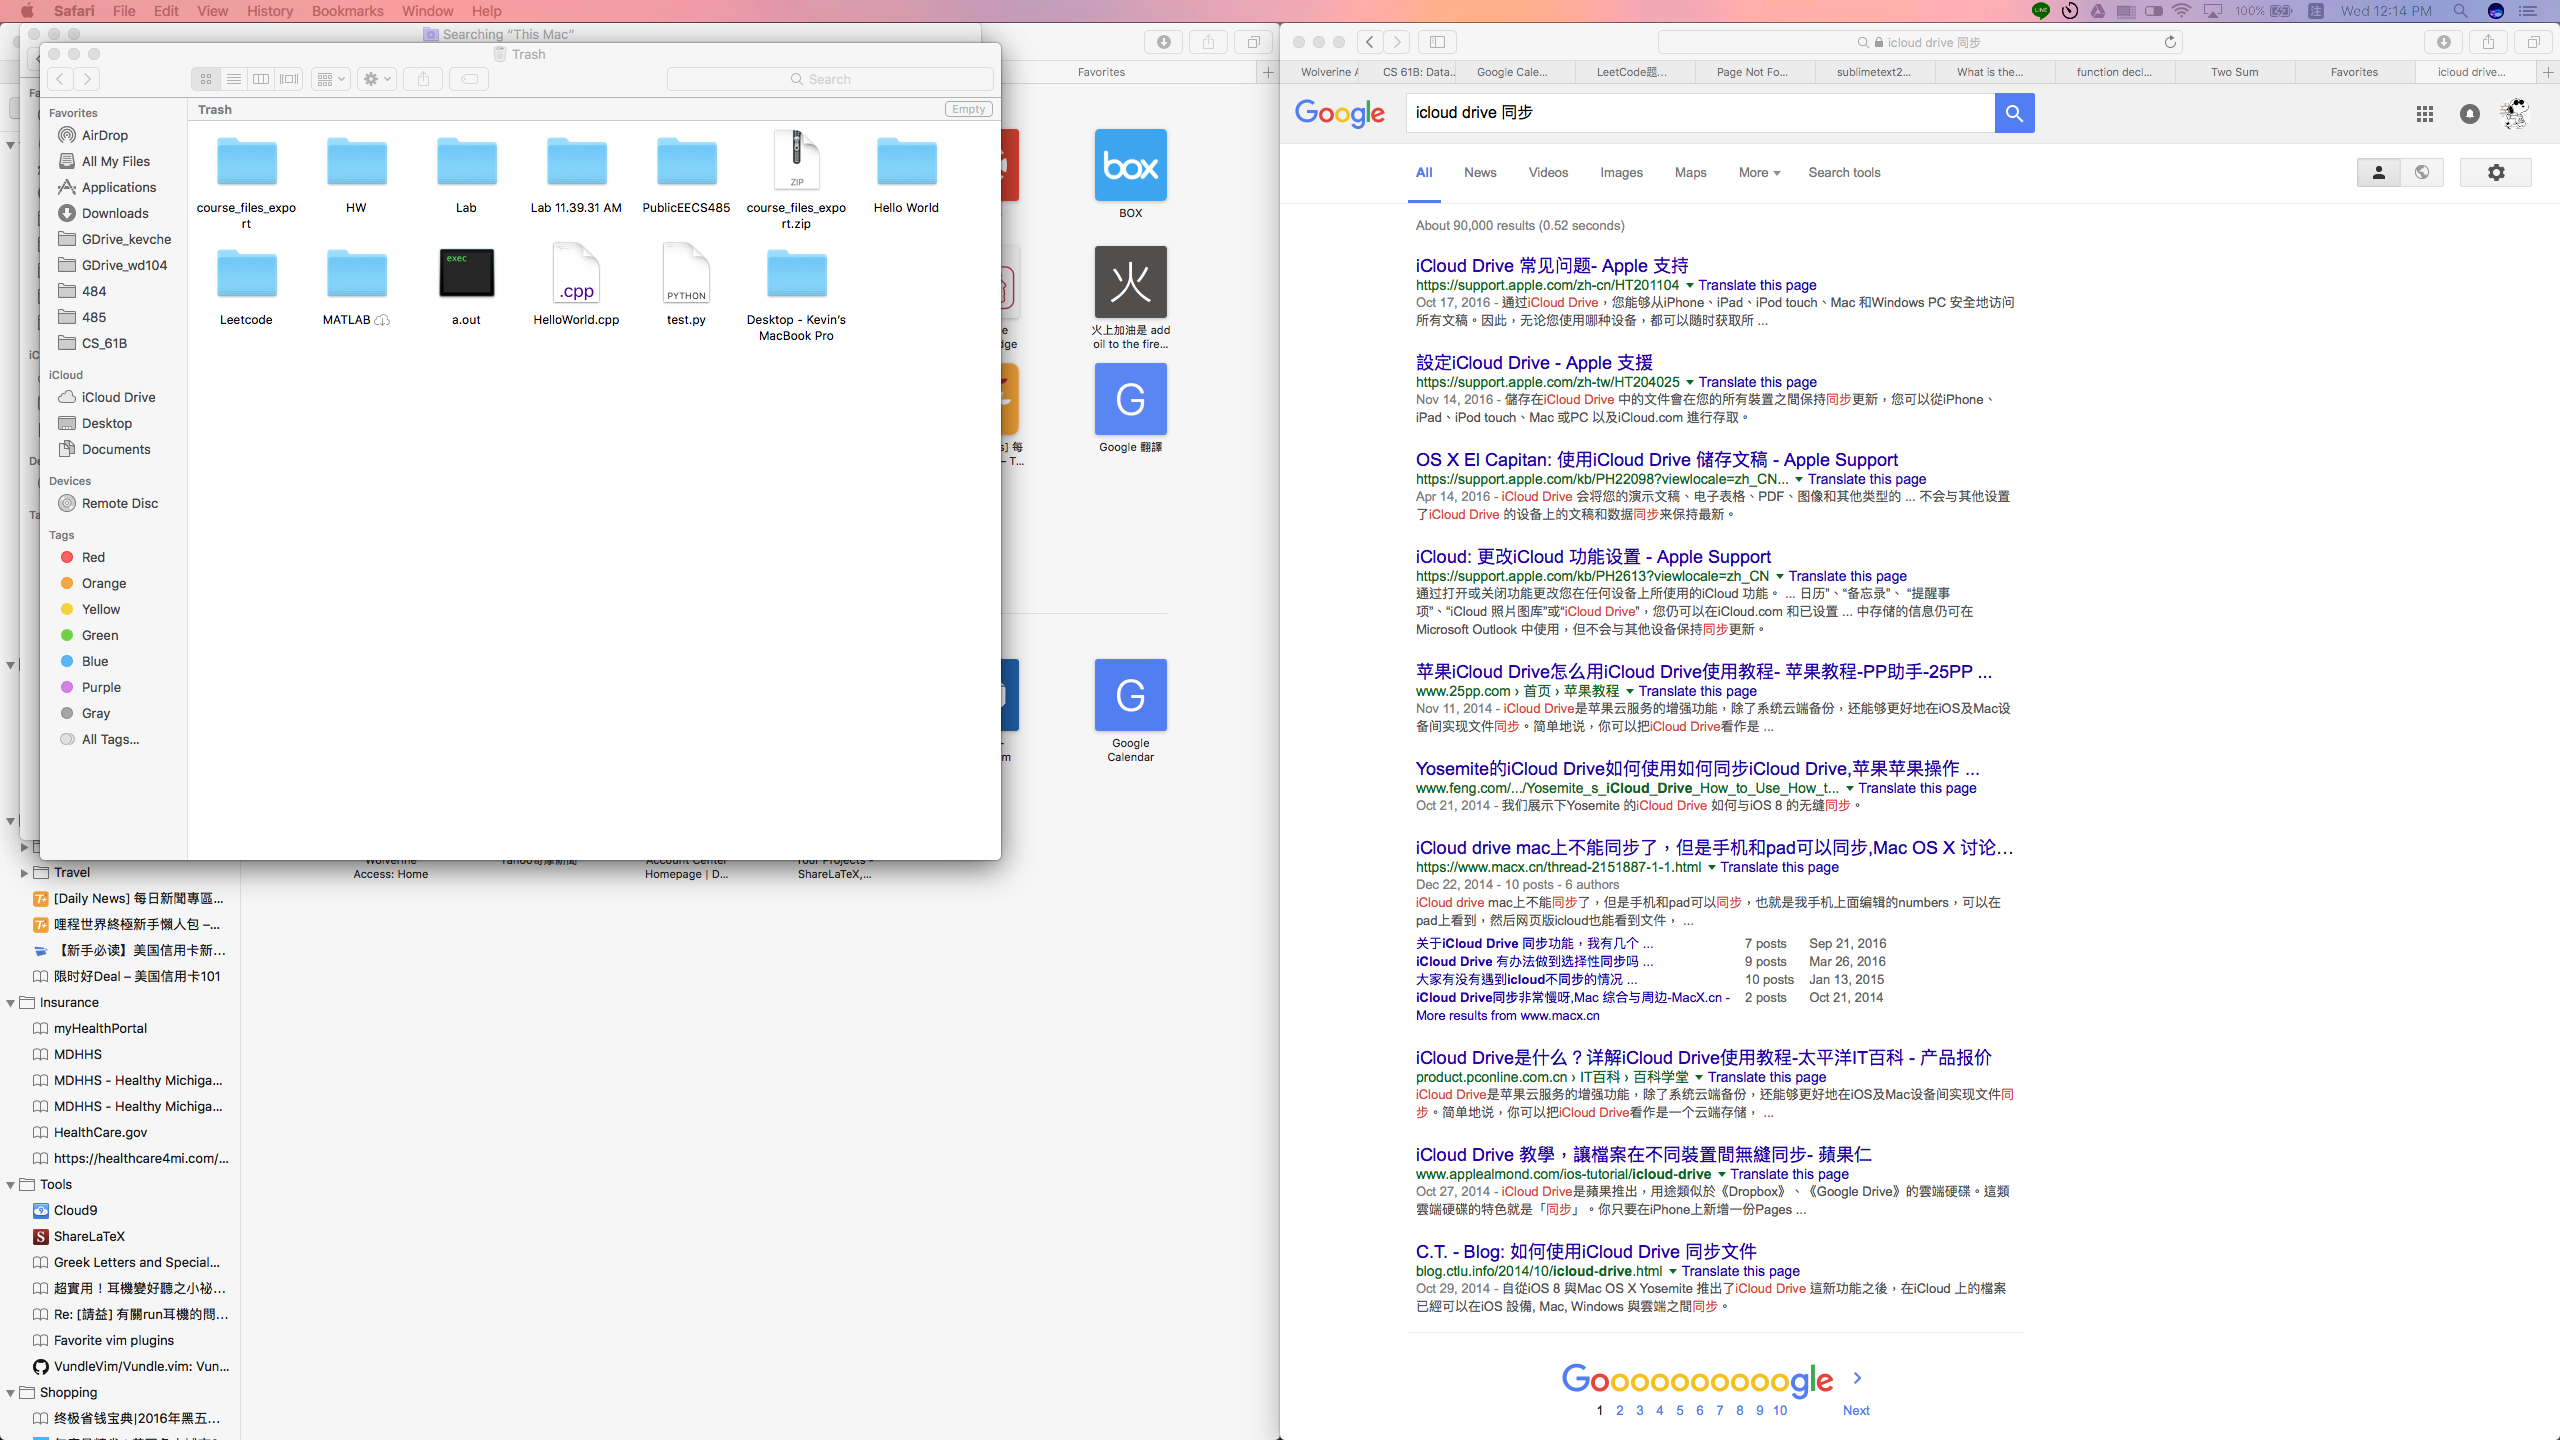 Safari File Edit View History Bookmarks Window Help
100% Wed 12:14 PM
Searching “This Mac”
Trash
Search
Favorites
AirDrop
All My Files
Applications
Downloads
GDrive_kevche
GDrive_wd104
484
485
CS_61B
iCloud
iCloud Drive
Desktop
Documents
Devices
Remote Disc
Tags
Red
Orange
Yellow
Green
Blue
Purple
Gray
All Tags...
Trash
Empty
course_files_expo
rt
HW
Lab
Lab 11.39.31 AM
PublicEECS485
ZIP
course_files_expo
rt.zip
Hello World
Leetcode
MATLAB
exec
a.out
.cpp
HelloWorld.cpp
PYTHON
test.py
Desktop - Kevin’s
MacBook Pro
Favorites
box
BOX
火
火上加油是 add
oil to the fire...
G
Google 翻譯
G
Google
Calendar
Access: Home
Homepage | D...
ShareLaTeX,...
Travel
[Daily News] 每日新聞專區...
哩程世界終極新手懶人包 –...
【新手必读】美国信用卡新...
限时好Deal – 美国信用卡101
Insurance
myHealthPortal
MDHHS
MDHHS - Healthy Michiga...
MDHHS - Healthy Michiga...
HealthCare.gov
https://healthcare4mi.com/...
Tools
Cloud9
ShareLaTeX
Greek Letters and Special...
超實用！耳機變好聽之小祕...
Re: [請益] 有關run耳機的問...
Favorite vim plugins
VundleVim/Vundle.vim: Vun...
Shopping
终极省钱宝典|2016年黑五...
icloud drive 同步
Wolverine A CS 61B: Data... Google Cale... LeetCode题... Page Not Fo... sublimetext2... What is the... function decl... Two Sum Favorites icloud drive...
Google
icloud drive 同步
All News Videos Images Maps More Search tools
About 90,000 results (0.52 seconds)
iCloud Drive 常见问题- Apple 支持
https://support.apple.com/zh-cn/HT201104 Translate this page
Oct 17, 2016 - 通过iCloud Drive，您能够从iPhone、iPad、iPod touch、Mac 和Windows PC 安全地访问
所有文稿。因此，无论您使用哪种设备，都可以随时获取所 ...
設定iCloud Drive - Apple 支援
https://support.apple.com/zh-tw/HT204025 Translate this page
Nov 14, 2016 - 儲存在iCloud Drive 中的文件會在您的所有裝置之間保持同步更新，您可以從iPhone、
iPad、iPod touch、Mac 或PC 以及iCloud.com 進行存取。
OS X El Capitan: 使用iCloud Drive 储存文稿 - Apple Support
https://support.apple.com/kb/PH22098?viewlocale=zh_CN... Translate this page
Apr 14, 2016 - iCloud Drive 会将您的演示文稿、电子表格、PDF、图像和其他类型的 ... 不会与其他设置
了iCloud Drive 的设备上的文稿和数据同步来保持最新。
iCloud: 更改iCloud 功能设置 - Apple Support
https://support.apple.com/kb/PH2613?viewlocale=zh_CN Translate this page
通过打开或关闭功能更改您在任何设备上所使用的iCloud 功能。 ... 日历”、“备忘录”、 “提醒事
项”、“iCloud 照片图库”或“iCloud Drive”，您仍可以在iCloud.com 和已设置 ... 中存储的信息仍可在
Microsoft Outlook 中使用，但不会与其他设备保持同步更新。
苹果iCloud Drive怎么用iCloud Drive使用教程- 苹果教程-PP助手-25PP ...
www.25pp.com › 首页 › 苹果教程 Translate this page
Nov 11, 2014 - iCloud Drive是苹果云服务的增强功能，除了系统云端备份，还能够更好地在iOS及Mac设
备间实现文件同步。简单地说，你可以把iCloud Drive看作是 ...
Yosemite的iCloud Drive如何使用如何同步iCloud Drive,苹果苹果操作 ...
www.feng.com/.../Yosemite_s_iCloud_Drive_How_to_Use_How_t... Translate this page
Oct 21, 2014 - 我们展示下Yosemite 的iCloud Drive 如何与iOS 8 的无缝同步。
iCloud drive mac上不能同步了，但是手机和pad可以同步,Mac OS X 讨论...
https://www.macx.cn/thread-2151887-1-1.html Translate this page
Dec 22, 2014 - 10 posts - 6 authors
iCloud drive mac上不能同步了，但是手机和pad可以同步，也就是我手机上面编辑的numbers，可以在
pad上看到，然后网页版icloud也能看到文件， ...
关于iCloud Drive 同步功能，我有几个 ... 7 posts Sep 21, 2016
iCloud Drive 有办法做到选择性同步吗 ... 9 posts Mar 26, 2016
大家有没有遇到icloud不同步的情况 ... 10 posts Jan 13, 2015
iCloud Drive同步非常慢呀,Mac 综合与周边-MacX.cn - 2 posts Oct 21, 2014
More results from www.macx.cn
iCloud Drive是什么？详解iCloud Drive使用教程-太平洋IT百科 - 产品报价
product.pconline.com.cn › IT百科 › 百科学堂 Translate this page
iCloud Drive是苹果云服务的增强功能，除了系统云端备份，还能够更好地在iOS及Mac设备间实现文件同
步。简单地说，你可以把iCloud Drive看作是一个云端存储， ...
iCloud Drive 教學，讓檔案在不同裝置間無縫同步- 蘋果仁
www.applealmond.com/ios-tutorial/icloud-drive Translate this page
Oct 27, 2014 - iCloud Drive是蘋果推出，用途類似於《Dropbox》、《Google Drive》的雲端硬碟。這類
雲端硬碟的特色就是「同步」。你只要在iPhone上新增一份Pages ...
C.T. - Blog: 如何使用iCloud Drive 同步文件
blog.ctlu.info/2014/10/icloud-drive.html Translate this page
Oct 29, 2014 - 自從iOS 8 與Mac OS X Yosemite 推出了iCloud Drive 這新功能之後，在iCloud 上的檔案
已經可以在iOS 設備, Mac, Windows 與雲端之間同步。
Goooooooooogle
1 2 3 4 5 6 7 8 9 10 Next